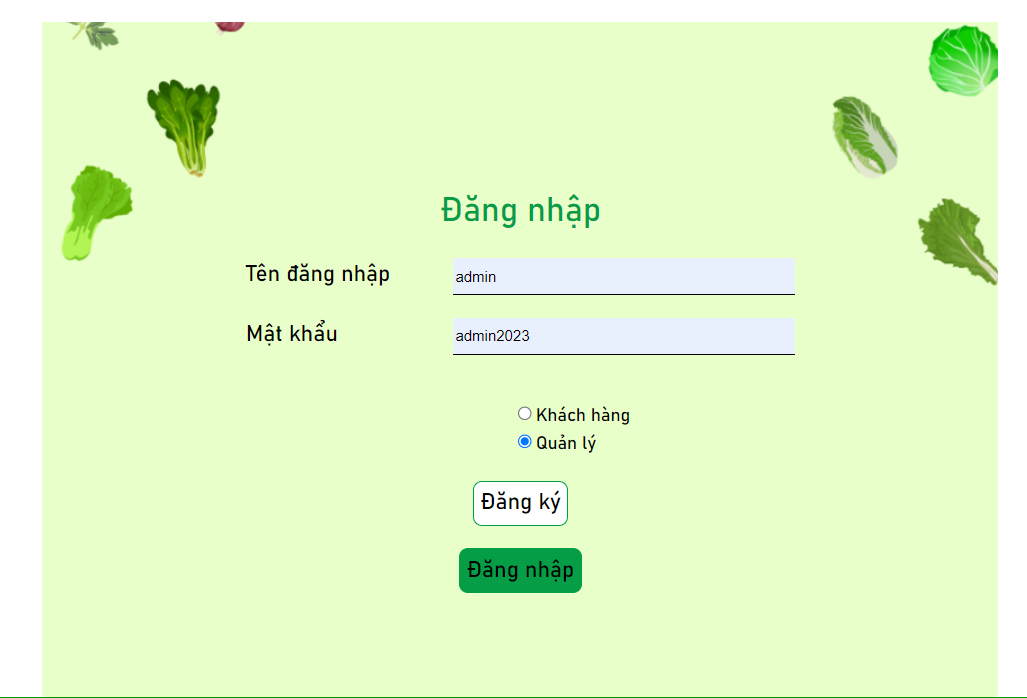 Đăng nhập
Tên đăng nhập admin
Mật khẩu admin2023
Khách hàng
Quản lý
Đăng ký
Đăng nhập